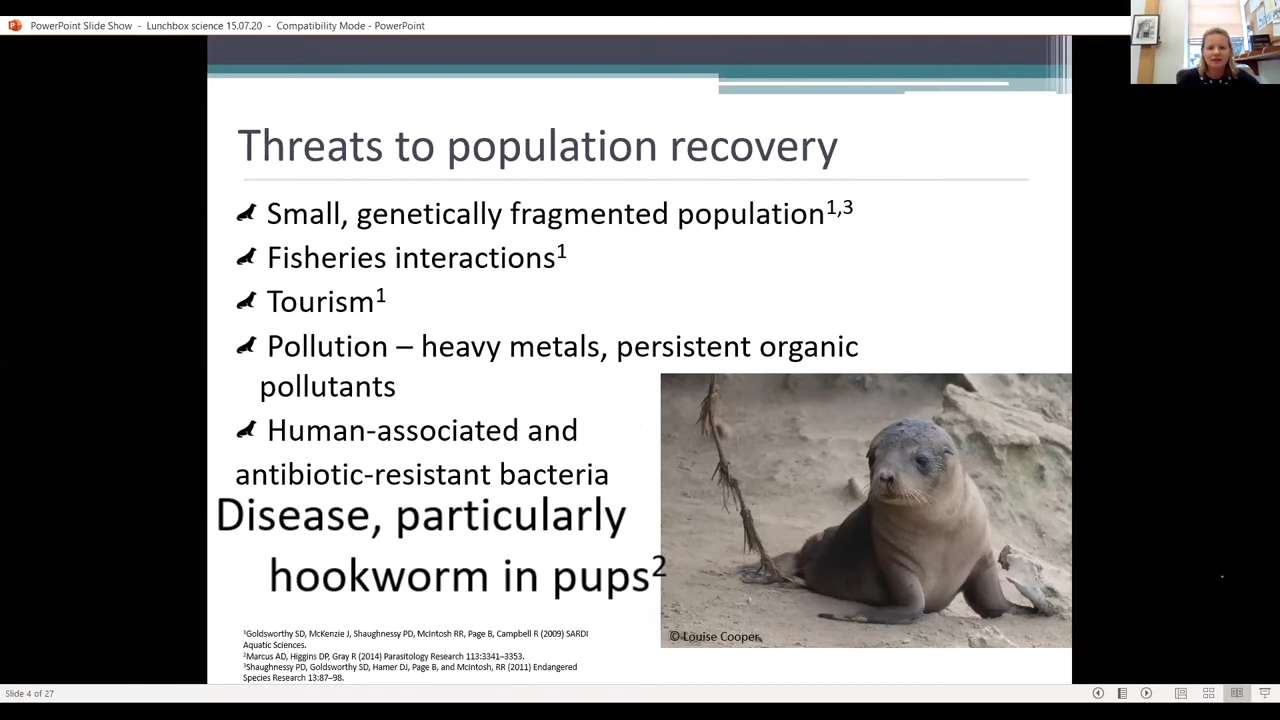 PowerPoint Slide Show - Lunchbox science 15.07.20 - Compatibility Mode - PowerPoint
Threats to population recovery
Small, genetically fragmented population1,3
Fisheries interactions1
Tourism1
Pollution – heavy metals, persistent organic
pollutants
Human-associated and
antibiotic-resistant bacteria
Disease, particularly
hookworm in pups2
© Louise Cooper
1Goldsworthy SD, McKenzie J, Shaughnessy PD, McIntosh RR, Page B, Campbell R (2009) SARDI
Aquatic Sciences.
2Marcus AD, Higgins DP, Gray R (2014) Parasitology Research 113:3341–3353.
3Shaughnessy PD, Goldsworthy SD, Hamer DJ, Page B, and McIntosh, RR (2011) Endangered
Species Research 13:87–98.
Slide 4 of 27